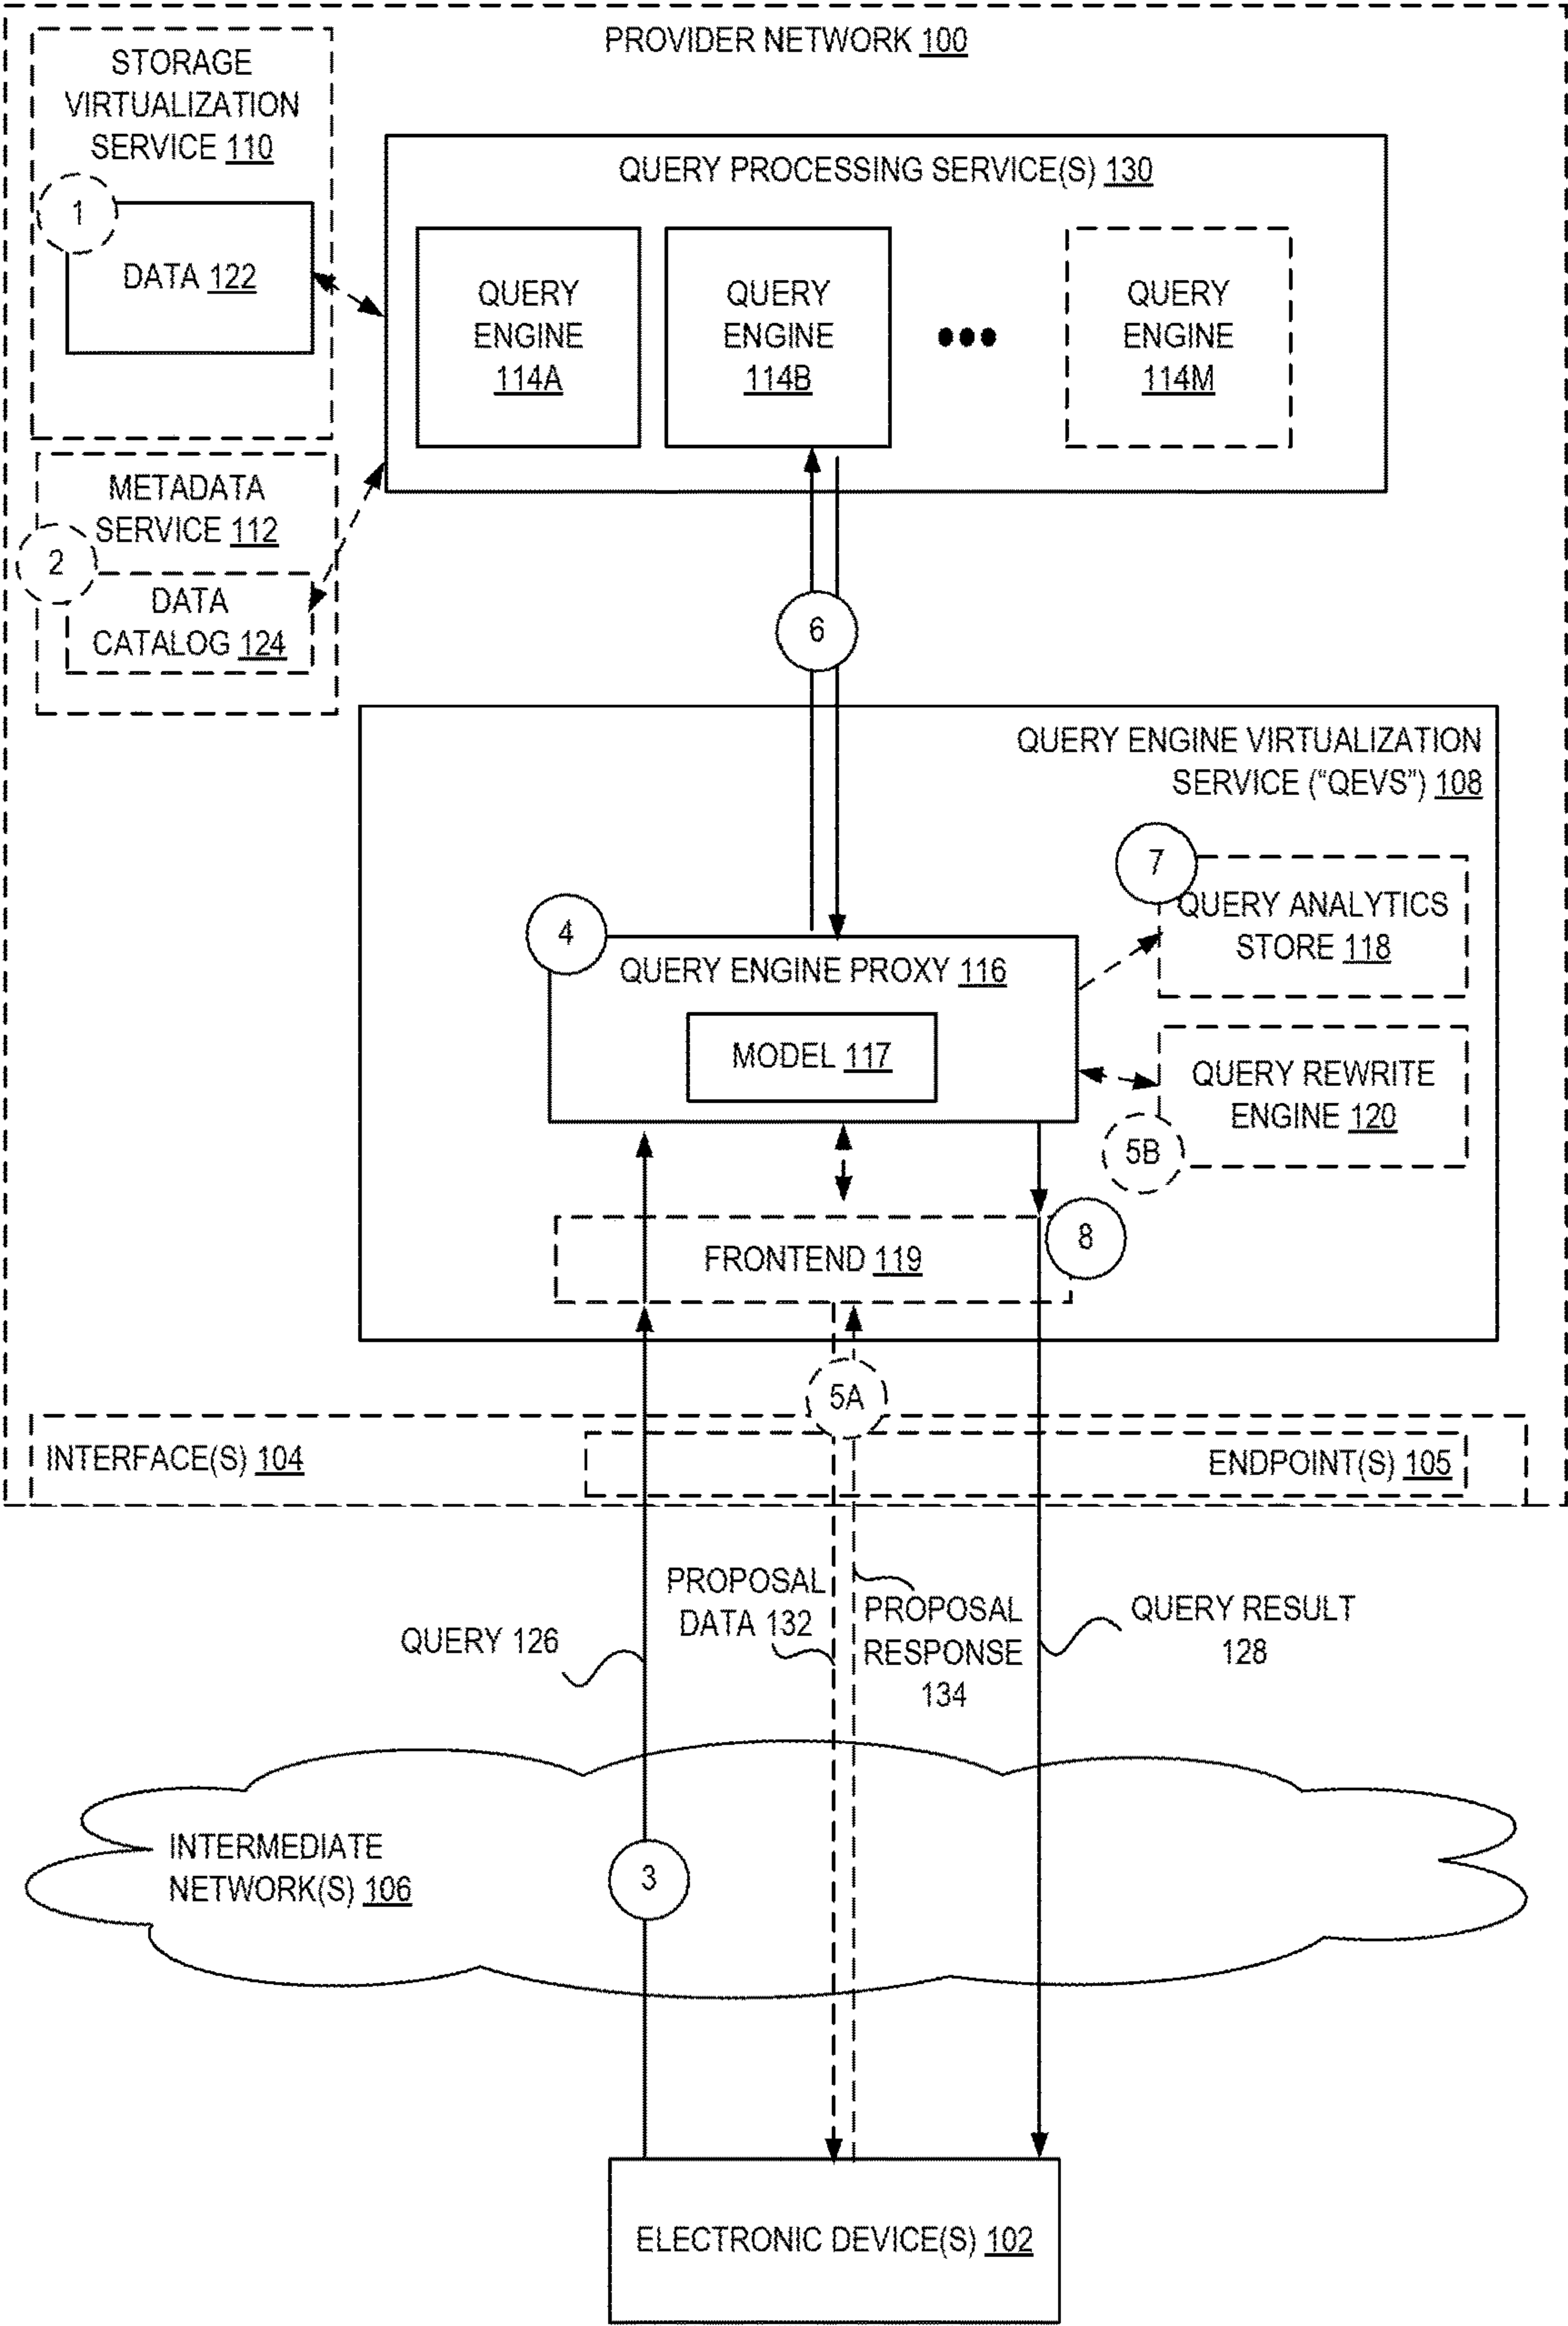 PROVIDER NETWORK 100
STORAGE
VIRTUALIZATION
SERVICE 110
1
DATA 122
QUERY PROCESSING SERVICE(S) 130
QUERY
ENGINE
114A
QUERY
ENGINE
114B
QUERY
ENGINE
114M
METADATA
SERVICE 112
2
DATA
CATALOG 124
6
QUERY ENGINE VIRTUALIZATION
SERVICE ("QEVS") 108
7
QUERY ANALYTICS
STORE 118
4
QUERY ENGINE PROXY 116
MODEL 117
QUERY REWRITE
ENGINE 120
5B
8
FRONTEND 119
5A
INTERFACE(S) 104
ENDPOINT(S) 105
PROPOSAL
DATA 132
PROPOSAL
RESPONSE
134
QUERY RESULT
128
QUERY 126
INTERMEDIATE
NETWORK(S) 106
3
ELECTRONIC DEVICE(S) 102